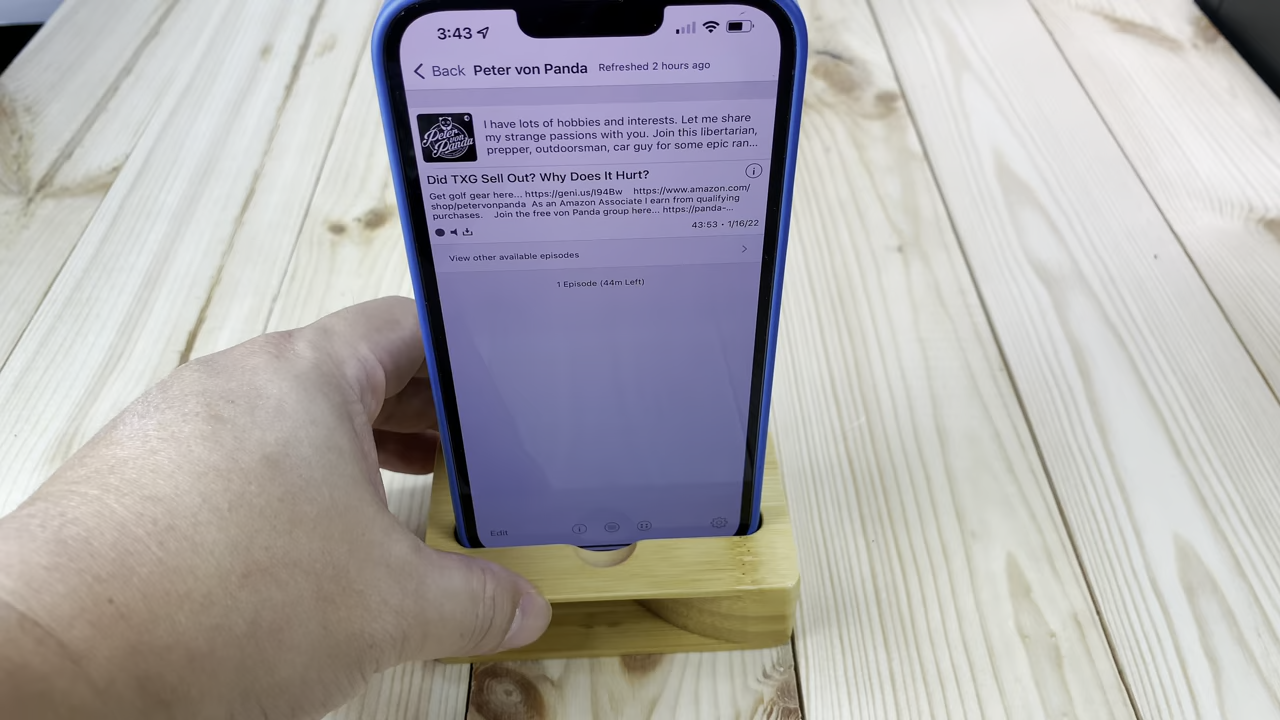 3:43
Back Peter von Panda Refreshed 2 hours ago
Peter
von
Panda
I have lots of hobbies and interests. Let me share
my strange passions with you. Join this libertarian,
prepper, outdoorsman, car guy for some epic ran...
Did TXG Sell Out? Why Does It Hurt?
Get golf gear here... https://geni.us/I94Bw https://www.amazon.com/
shop/petervonpanda As an Amazon Associate I earn from qualifying
purchases. Join the free von Panda group here... https://panda-...
43:53 • 1/16/22
View other available episodes
1 Episode (44m Left)
Edit